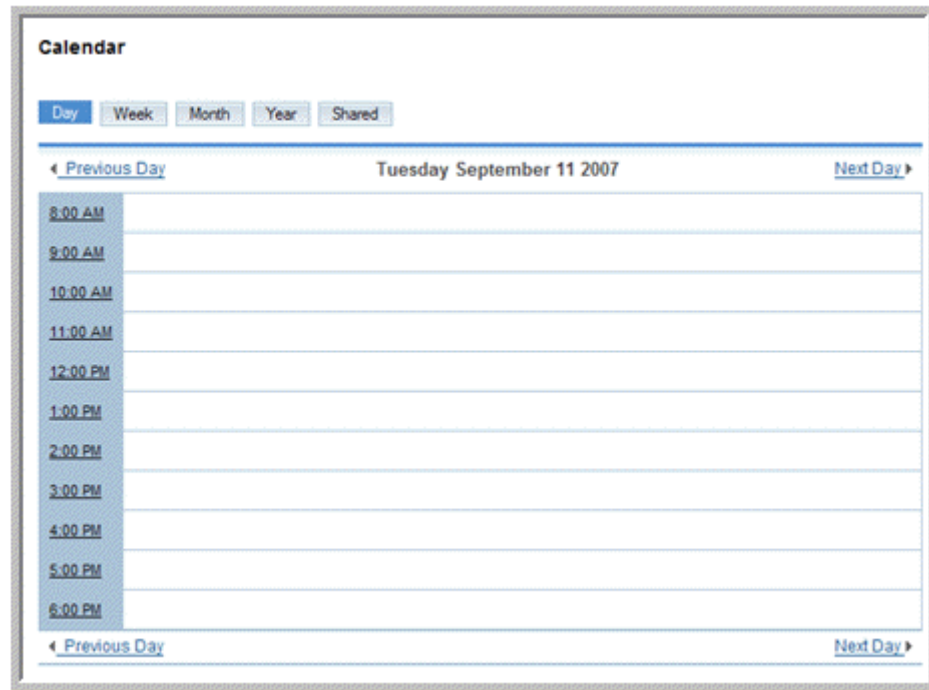 Calendar
Day Week Month Year Shared
Previous Day Tuesday September 11 2007 Next Day
8:00 AM
9:00 AM
10:00 AM
11:00 AM
12:00 PM
1:00 PM
2:00 PM
3:00 PM
4:00 PM
5:00 PM
6:00 PM
Previous Day Next Day